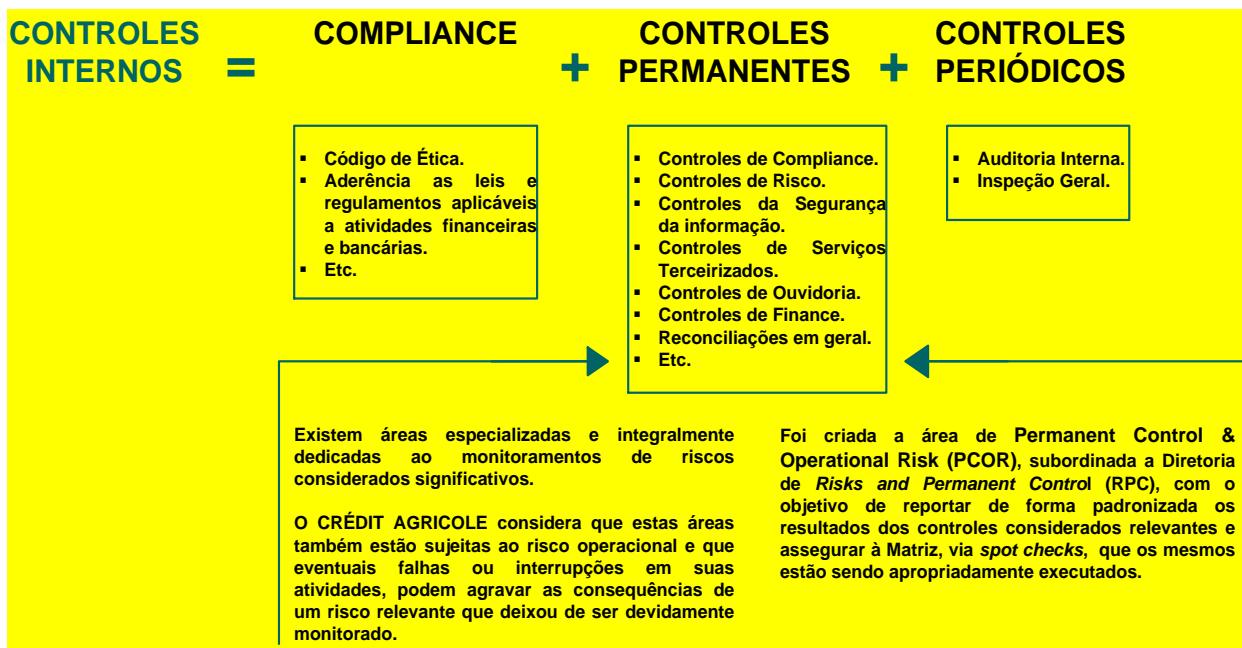 CONTROLES
INTERNOS
=
COMPLIANCE
+
CONTROLES
PERMANENTES
+
CONTROLES
PERIÓDICOS
▪ Código de Ética.
▪ Aderência as leis e
regulamentos aplicáveis
a atividades financeiras
e bancárias.
▪ Etc.
▪ Controles de Compliance.
▪ Controles de Risco.
▪ Controles da Segurança
da informação.
▪ Controles de Serviços
Terceirizados.
▪ Controles de Ouvidoria.
▪ Controles de Finance.
▪ Reconciliações em geral.
▪ Etc.
▪ Auditoria Interna.
▪ Inspeção Geral.
Existem áreas especializadas e integralmente
dedicadas ao monitoramentos de riscos
considerados significativos.
O CRÉDIT AGRICOLE considera que estas áreas
também estão sujeitas ao risco operacional e que
eventuais falhas ou interrupções em suas
atividades, podem agravar as consequências de
um risco relevante que deixou de ser devidamente
monitorado.
Foi criada a área de Permanent Control &
Operational Risk (PCOR), subordinada a Diretoria
de Risks and Permanent Control (RPC), com o
objetivo de reportar de forma padronizada os
resultados dos controles considerados relevantes e
assegurar à Matriz, via spot checks, que os mesmos
estão sendo apropriadamente executados.